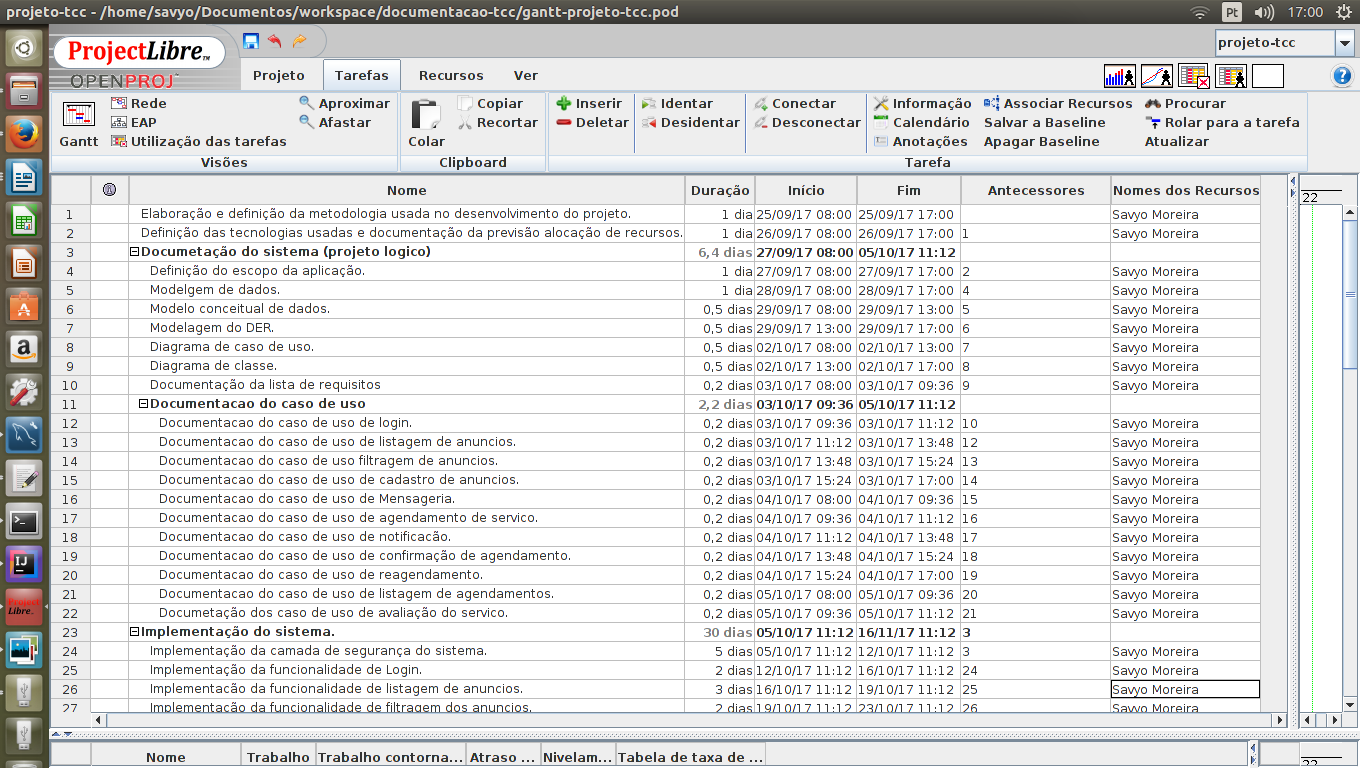 projeto-tcc - /home/savyo/Documentos/workspace/documentacao-tcc/gantt-projeto-tcc.pod Pt 17:00
ProjectLibre™
OPENPROJ
projeto-tcc
Projeto Tarefas Recursos Ver
Gantt
Rede
EAP
Utilização das tarefas
Aproximar
Afastar
Visões
Colar
Copiar
Recortar
Clipboard
Inserir
Deletar
Identar
Desidentar
Conectar
Desconectar
Informação
Calendário
Anotações
Associar Recursos
Salvar a Baseline
Apagar Baseline
Procurar
Rolar para a tarefa
Atualizar
Tarefa
Nome Duração Início Fim Antecessores Nomes dos Recursos
22
1 Elaboração e definição da metodologia usada no desenvolvimento do projeto. 1 dia 25/09/17 08:00 25/09/17 17:00 Savyo Moreira
2 Definição das tecnologias usadas e documentação da previsão alocação de recursos. 1 dia 26/09/17 08:00 26/09/17 17:00 1 Savyo Moreira
3 Documetação do sistema (projeto logico) 6,4 dias 27/09/17 08:00 05/10/17 11:12
4 Definição do escopo da aplicação. 1 dia 27/09/17 08:00 27/09/17 17:00 2 Savyo Moreira
5 Modelgem de dados. 1 dia 28/09/17 08:00 28/09/17 17:00 4 Savyo Moreira
6 Modelo conceitual de dados. 0,5 dias 29/09/17 08:00 29/09/17 13:00 5 Savyo Moreira
7 Modelagem do DER. 0,5 dias 29/09/17 13:00 29/09/17 17:00 6 Savyo Moreira
8 Diagrama de caso de uso. 0,5 dias 02/10/17 08:00 02/10/17 13:00 7 Savyo Moreira
9 Diagrama de classe. 0,5 dias 02/10/17 13:00 02/10/17 17:00 8 Savyo Moreira
10 Documentação da lista de requisitos 0,2 dias 03/10/17 08:00 03/10/17 09:36 9 Savyo Moreira
11 Documentacao do caso de uso 2,2 dias 03/10/17 09:36 05/10/17 11:12
12 Documentacao do caso de uso de login. 0,2 dias 03/10/17 09:36 03/10/17 11:12 10 Savyo Moreira
13 Documentacao do caso de uso de listagem de anuncios. 0,2 dias 03/10/17 11:12 03/10/17 13:48 12 Savyo Moreira
14 Documentacao do caso de uso filtragem de anuncios. 0,2 dias 03/10/17 13:48 03/10/17 15:24 13 Savyo Moreira
15 Documentacao do caso de uso de cadastro de anuncios. 0,2 dias 03/10/17 15:24 03/10/17 17:00 14 Savyo Moreira
16 Documentacao do caso de uso de Mensageria. 0,2 dias 04/10/17 08:00 04/10/17 09:36 15 Savyo Moreira
17 Documentacao do caso de uso de agendamento de servico. 0,2 dias 04/10/17 09:36 04/10/17 11:12 16 Savyo Moreira
18 Documentacao do caso de uso de notificacão. 0,2 dias 04/10/17 11:12 04/10/17 13:48 17 Savyo Moreira
19 Documentacao do caso de uso de confirmação de agendamento. 0,2 dias 04/10/17 13:48 04/10/17 15:24 18 Savyo Moreira
20 Documentacao do caso de uso de reagendamento. 0,2 dias 04/10/17 15:24 04/10/17 17:00 19 Savyo Moreira
21 Documentacao do caso de uso de listagem de agendamentos. 0,2 dias 05/10/17 08:00 05/10/17 09:36 20 Savyo Moreira
22 Documetação dos caso de uso de avaliação do servico. 0,2 dias 05/10/17 09:36 05/10/17 11:12 21 Savyo Moreira
23 Implementação do sistema. 30 dias 05/10/17 11:12 16/11/17 11:12 3
24 Implementação da camada de segurança do sistema. 5 dias 05/10/17 11:12 12/10/17 11:12 3 Savyo Moreira
25 Implementação da funcionalidade de Login. 2 dias 12/10/17 11:12 16/10/17 11:12 24 Savyo Moreira
26 Implementacão da funcionalidade de listagem de anuncios. 3 dias 16/10/17 11:12 19/10/17 11:12 25 Savyo Moreira
27 Implementação da funcionalidade de filtragem dos anuncios. 2 dias 19/10/17 11:12 23/10/17 11:12 26 Savyo Moreira
Nome Trabalho Trabalho contorna... Atraso ... Nivelam... Tabela de taxa de ...
22